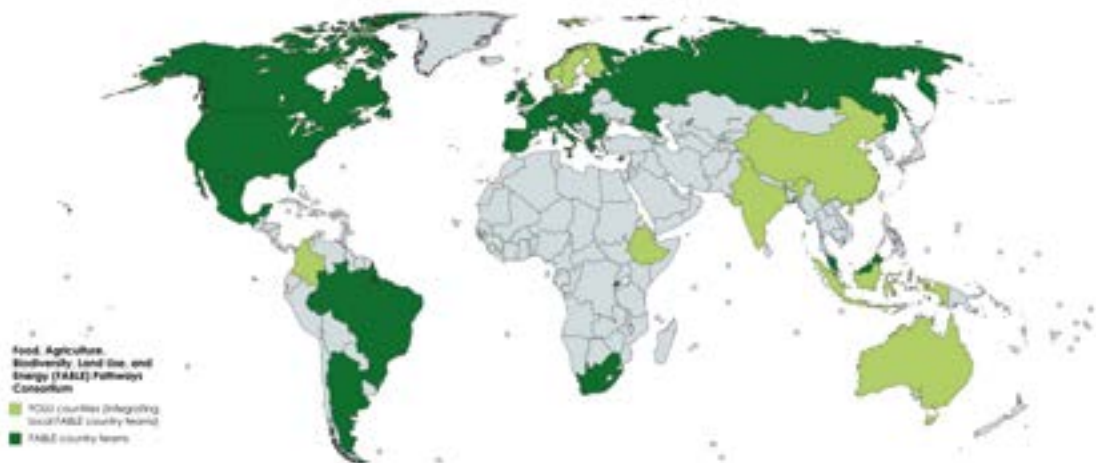 Food, Agriculture,
Biodiversity, Land Use, and
Energy (FABLE) Pathways
Consortium
FOLU countries (integrating
local FABLE country teams)
FABLE country teams